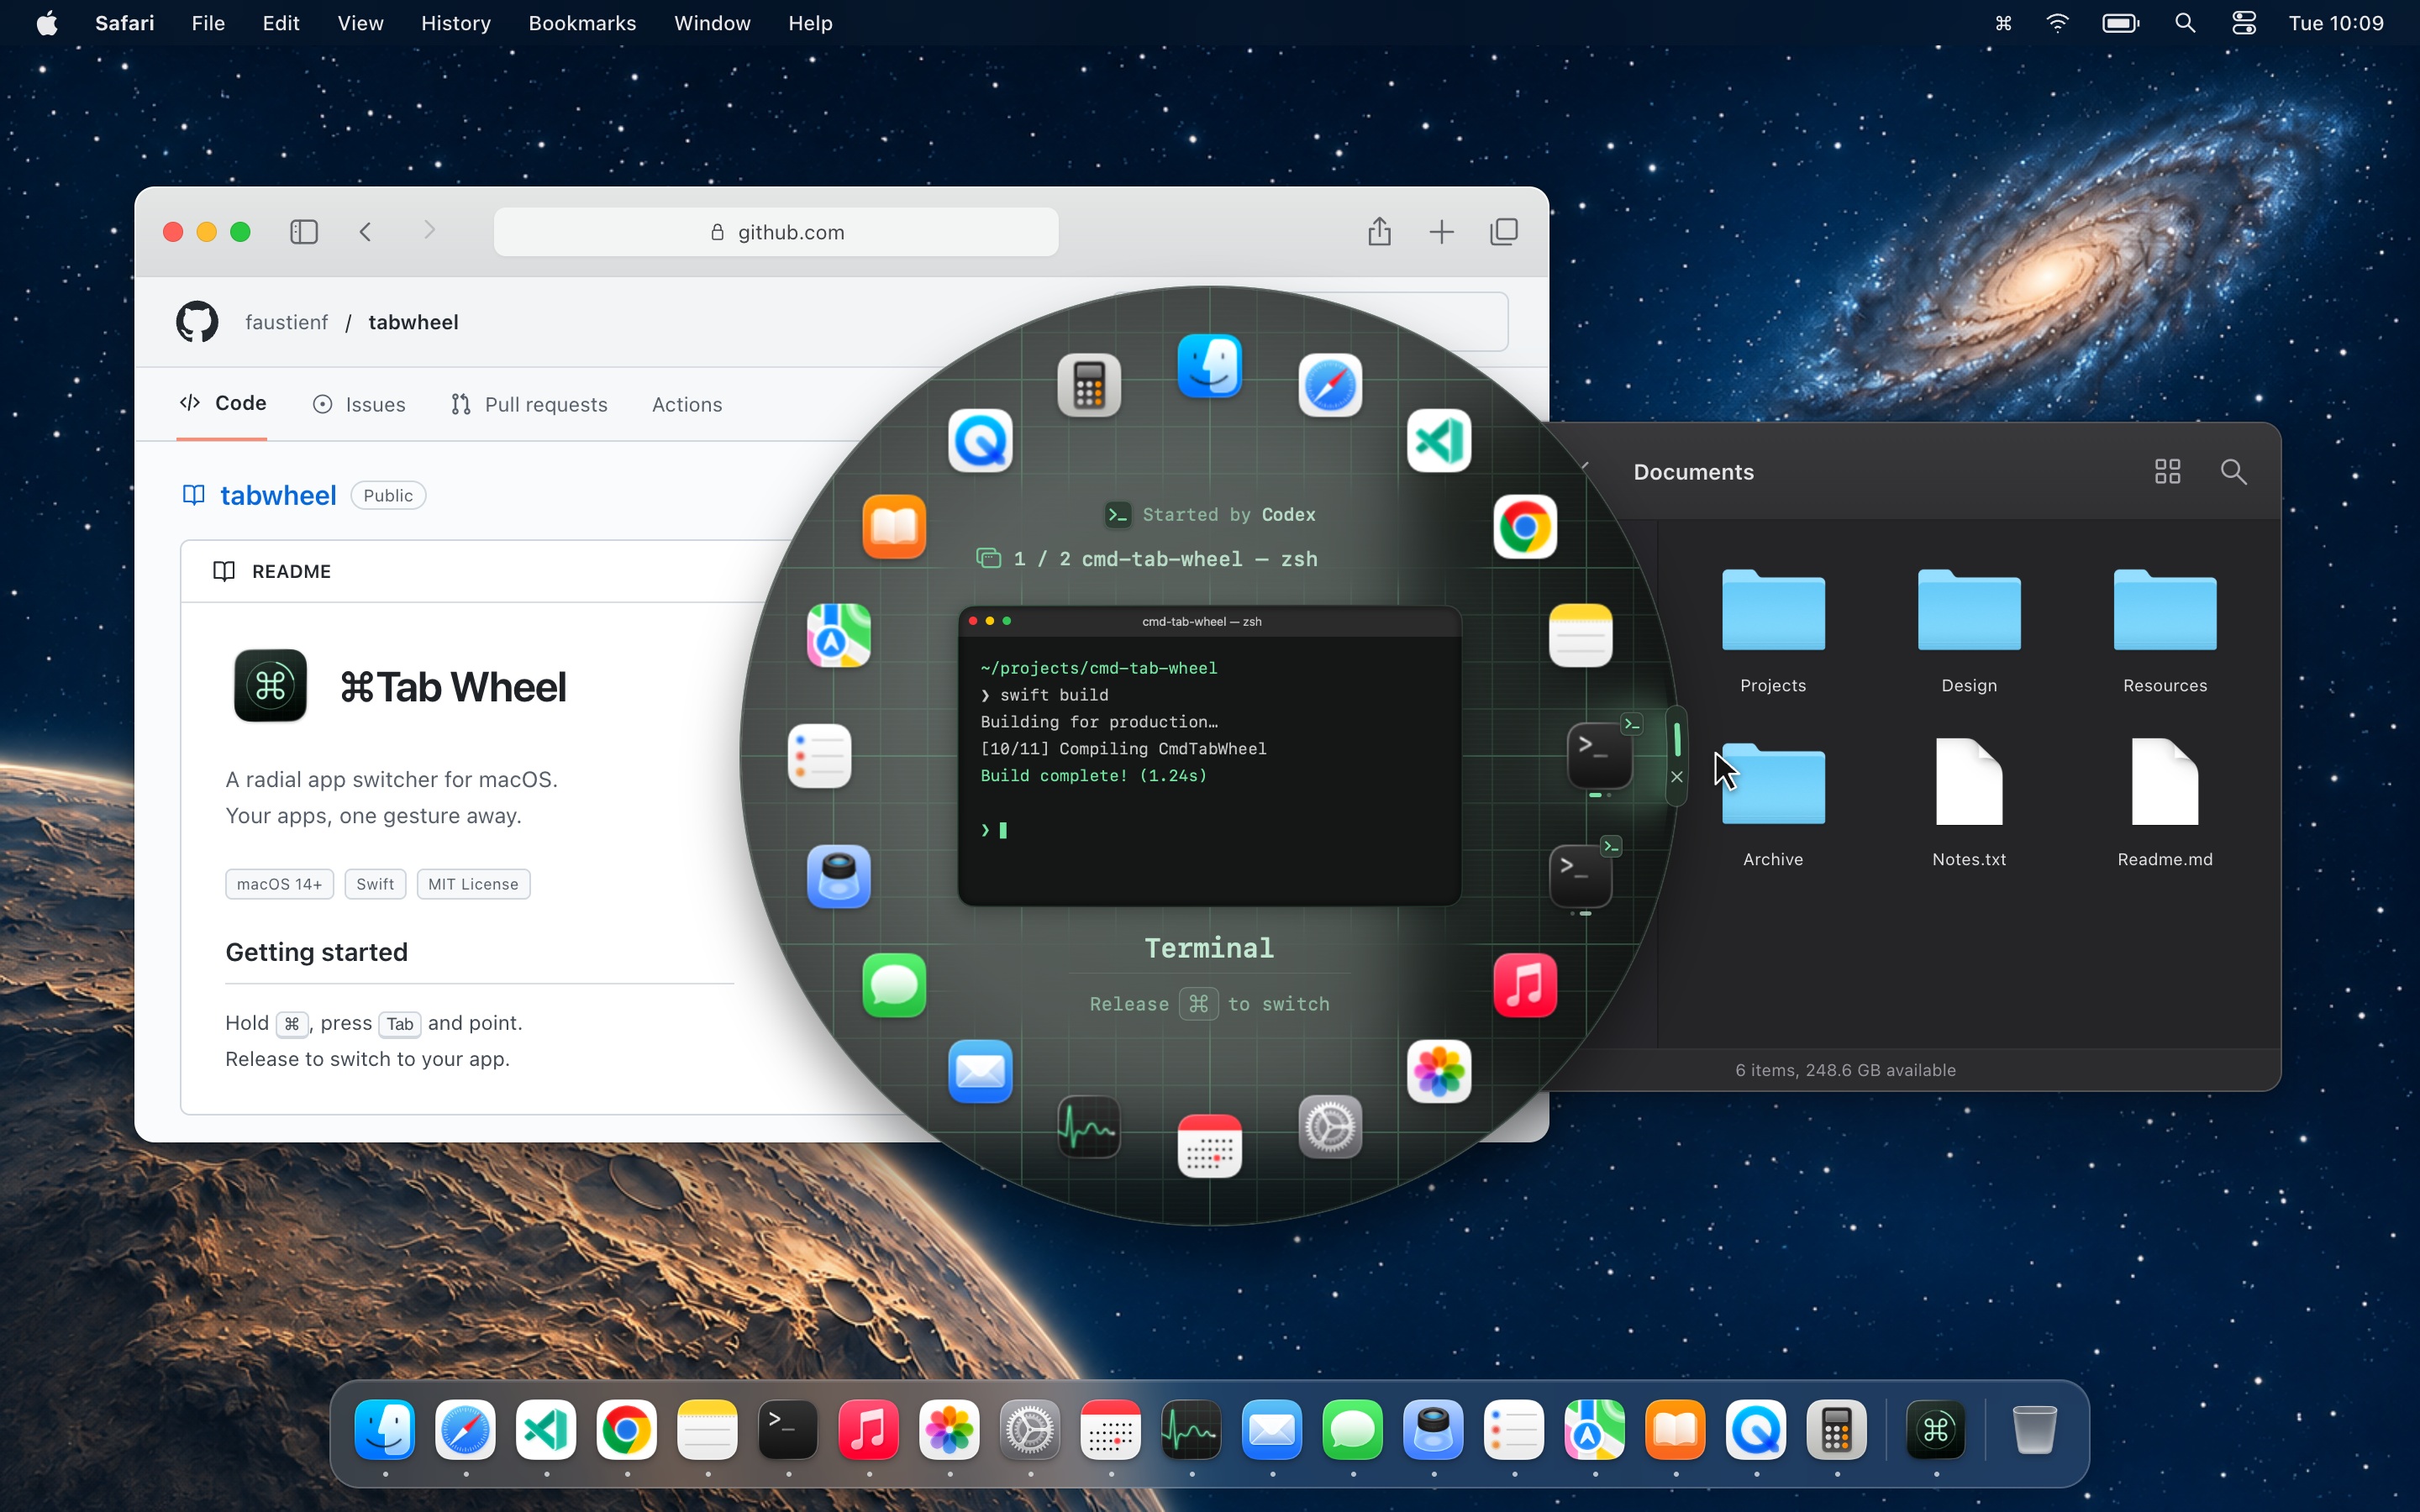 Safari File Edit View History Bookmarks Window Help ⌘ Tue 10:09
github.com
faustienf / tabwheel
Code Issues Pull requests Actions
tabwheel Public
README
⌘Tab Wheel
A radial app switcher for macOS.
Your apps, one gesture away.
macOS 14+ Swift MIT License
Getting started
Hold ⌘, press Tab and point.
Release to switch to your app.
>_ Started by Codex
1 / 2 cmd-tab-wheel — zsh
cmd-tab-wheel — zsh
~/projects/cmd-tab-wheel
❯ swift build
Building for production…
[10/11] Compiling CmdTabWheel
Build complete! (1.24s)
❯
Terminal
Release ⌘ to switch
Documents
Projects Design Resources
Archive Notes.txt Readme.md
6 items, 248.6 GB available